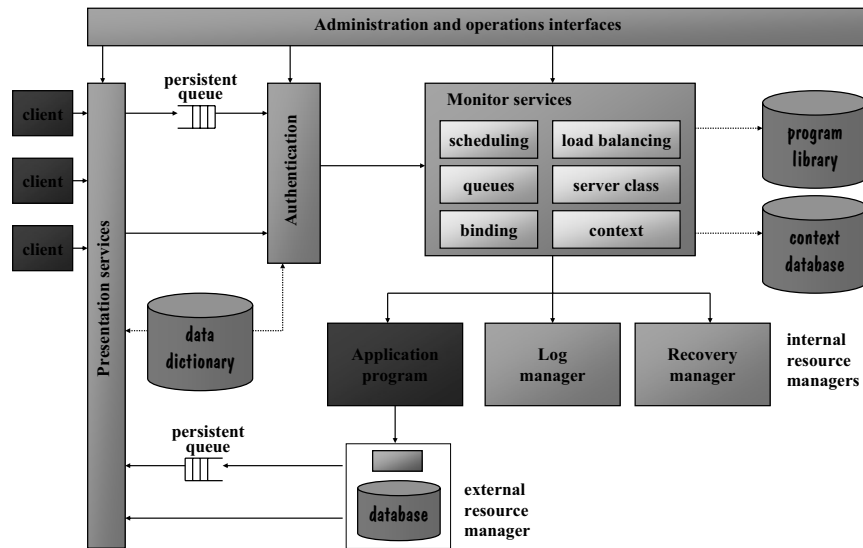 Administration and operations interfaces
persistent
queue
client
client
client
Presentation services
Authentication
Monitor services
scheduling
load balancing
queues
server class
binding
context
program
library
context
database
data
dictionary
Application
program
Log
manager
Recovery
manager
internal
resource
managers
persistent
queue
database
external
resource
manager